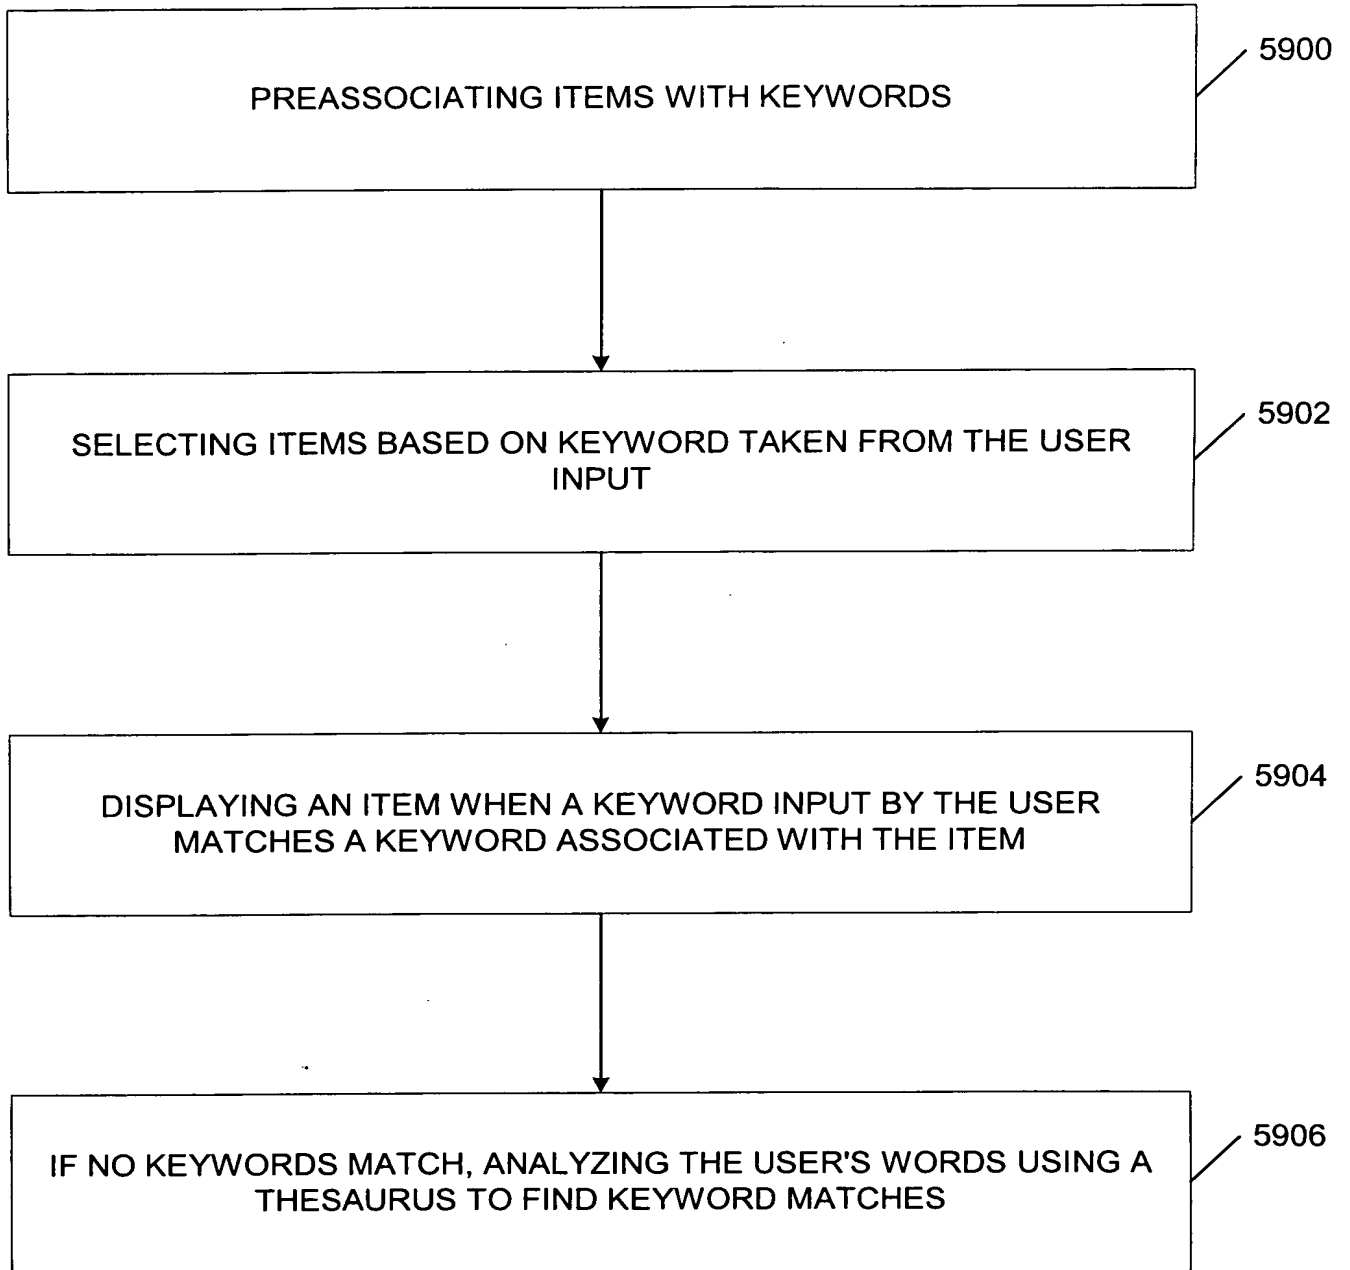 5900
PREASSOCIATING ITEMS WITH KEYWORDS
5902
SELECTING ITEMS BASED ON KEYWORD TAKEN FROM THE USER
INPUT
5904
DISPLAYING AN ITEM WHEN A KEYWORD INPUT BY THE USER
MATCHES A KEYWORD ASSOCIATED WITH THE ITEM
5906
IF NO KEYWORDS MATCH, ANALYZING THE USER'S WORDS USING A
THESAURUS TO FIND KEYWORD MATCHES